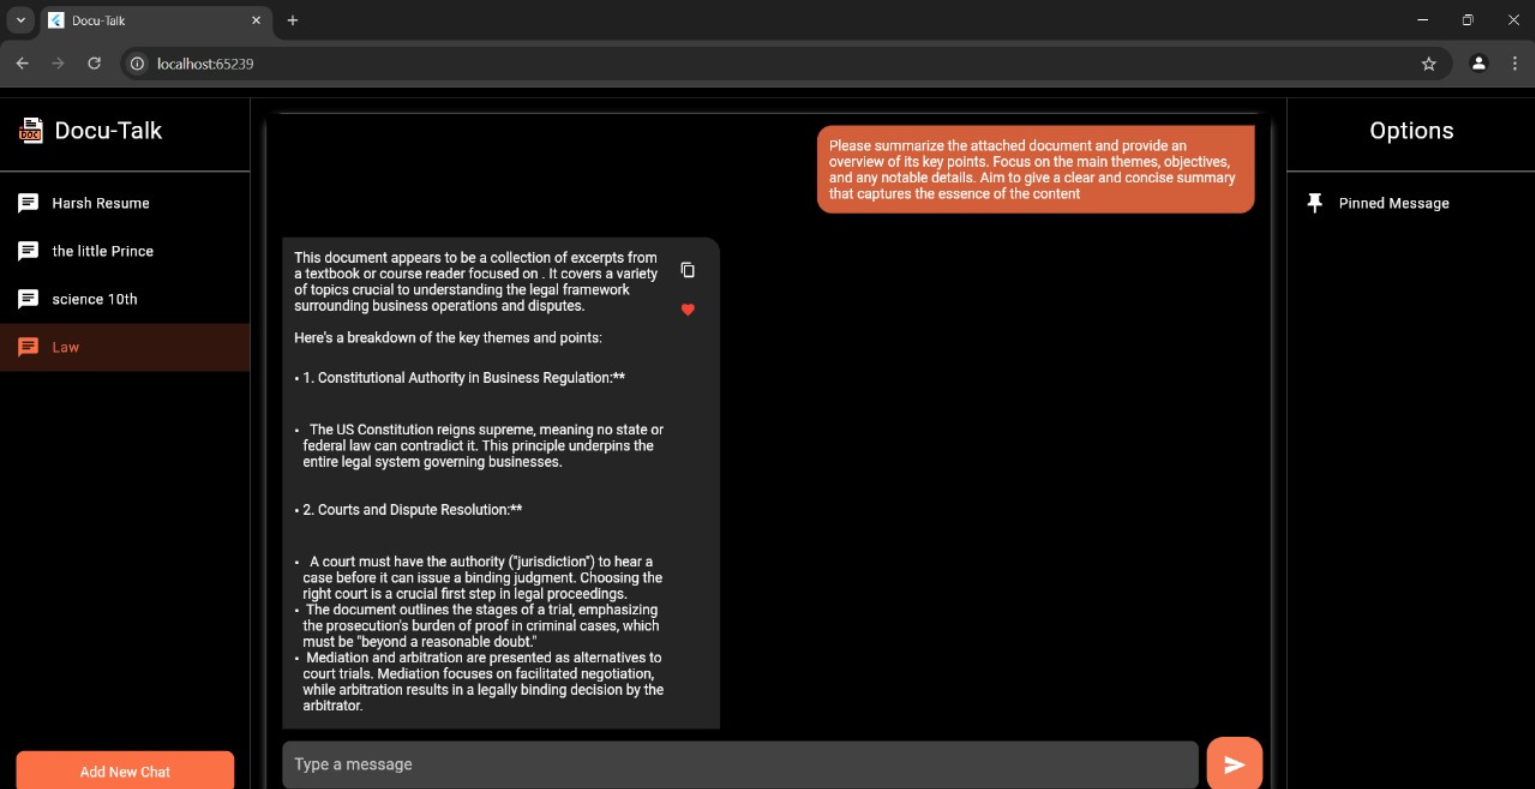 Docu-Talk
localhost:65239
DOC
Docu-Talk
Harsh Resume
the little Prince
science 10th
Law
Add New Chat
Please summarize the attached document and provide an
overview of its key points. Focus on the main themes, objectives,
and any notable details. Aim to give a clear and concise summary
that captures the essence of the content
This document appears to be a collection of excerpts from
a textbook or course reader focused on . It covers a variety
of topics crucial to understanding the legal framework
surrounding business operations and disputes.
Here's a breakdown of the key themes and points:
• 1. Constitutional Authority in Business Regulation:**
• The US Constitution reigns supreme, meaning no state or
federal law can contradict it. This principle underpins the
entire legal system governing businesses.
• 2. Courts and Dispute Resolution:**
• A court must have the authority ("jurisdiction") to hear a
case before it can issue a binding judgment. Choosing the
right court is a crucial first step in legal proceedings.
• The document outlines the stages of a trial, emphasizing
the prosecution's burden of proof in criminal cases, which
must be "beyond a reasonable doubt."
• Mediation and arbitration are presented as alternatives to
court trials. Mediation focuses on facilitated negotiation,
while arbitration results in a legally binding decision by the
arbitrator.
Type a message
Options
Pinned Message